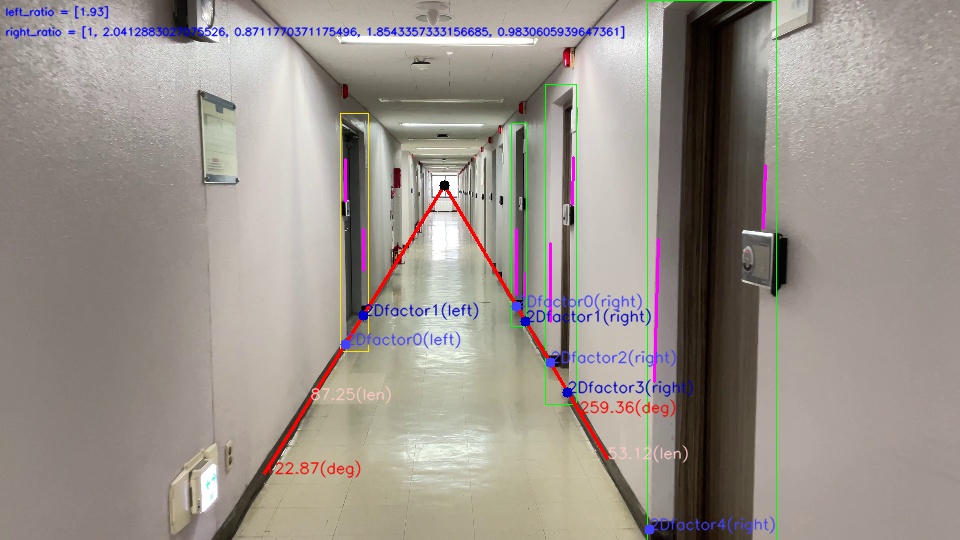 left_ratio = [1.93]
right_ratio = [1, 2.0412883027675526, 0.8711770371175496, 1.8543357333156685, 0.9830605939647361]
2Dfactor0(right)
2Dfactor1(left)
2Dfactor1(right)
2Dfactor0(left)
2Dfactor2(right)
2Dfactor3(right)
87.25(len)
259.36(deg)
53.12(len)
22.87(deg)
2Dfactor4(right)